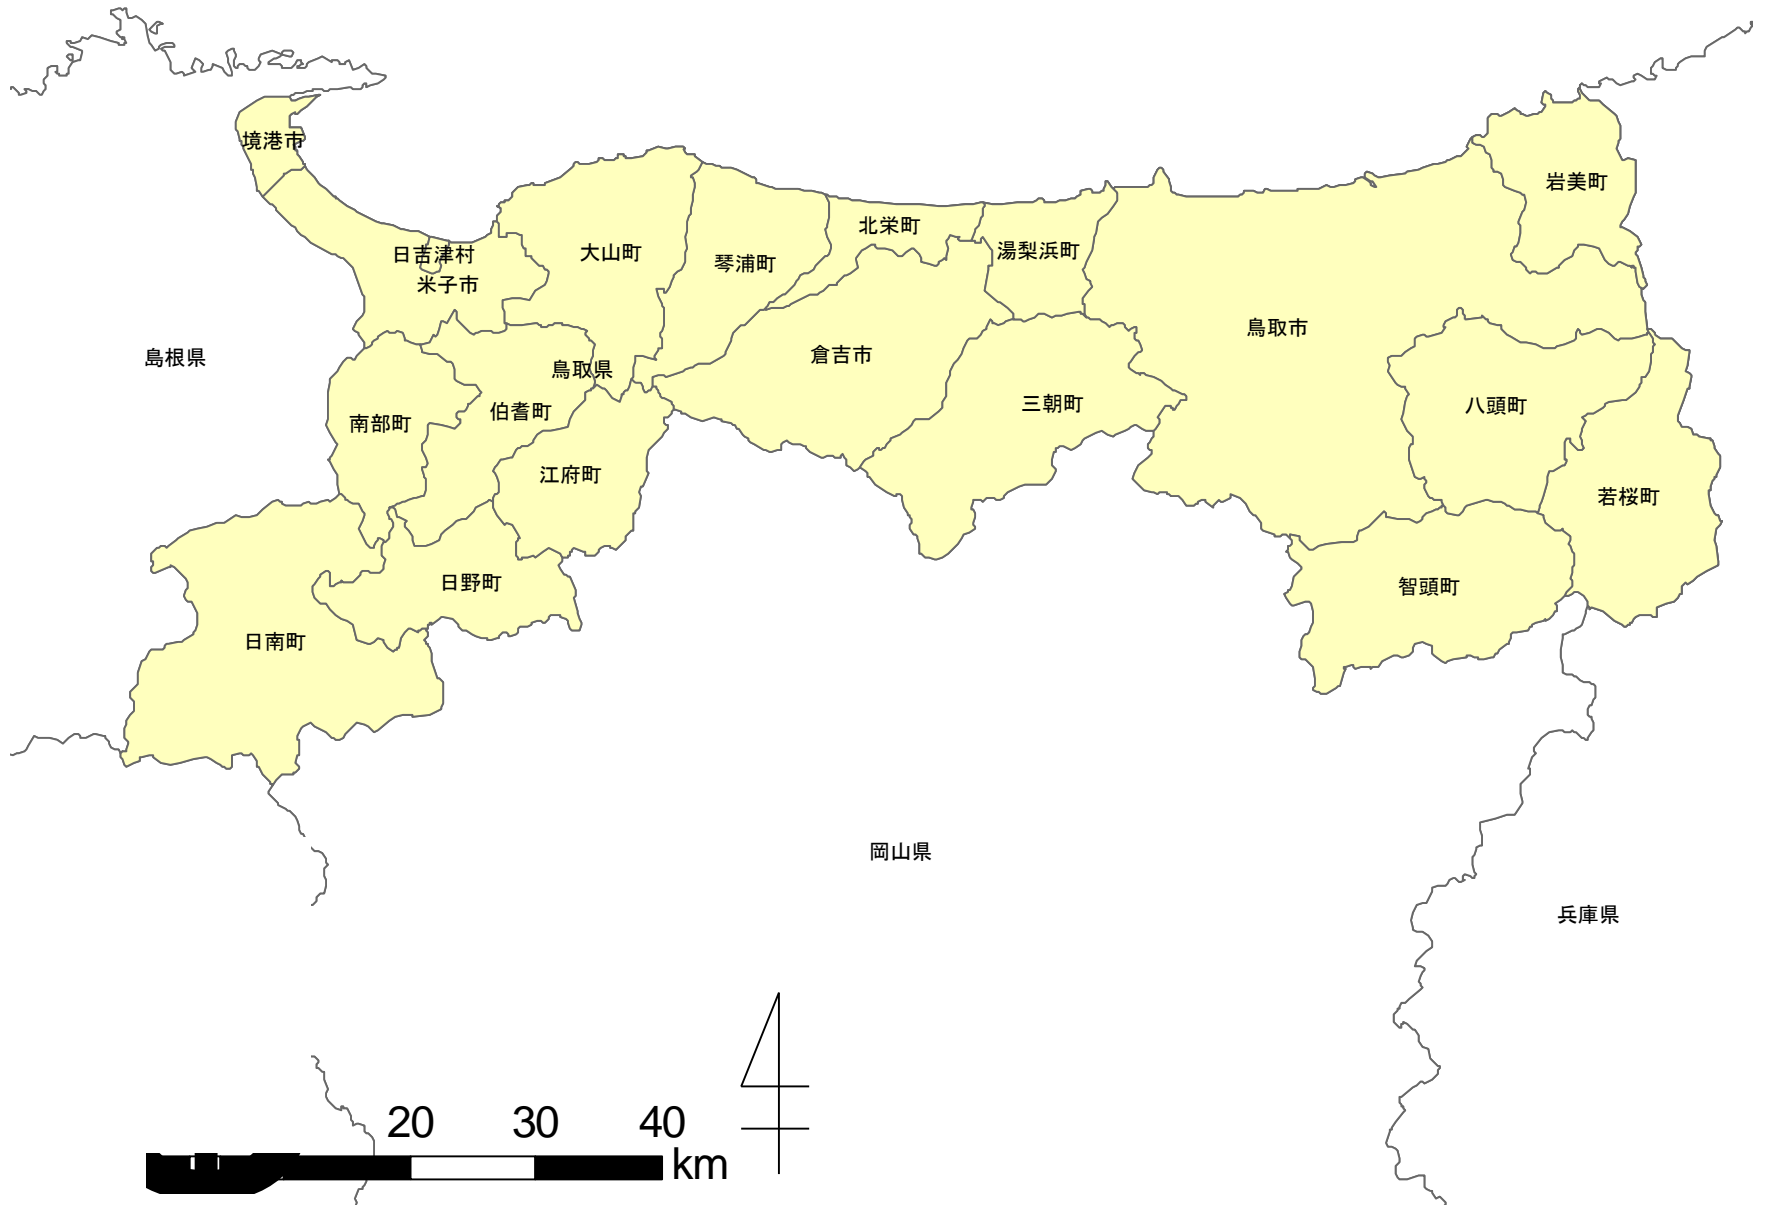 境港市
岩美町
北栄町
日吉津村
大山町
湯梨浜町
琴浦町
米子市
鳥取市
島根県
倉吉市
鳥取県
三朝町
八頭町
伯耆町
南部町
江府町
若桜町
日野町
智頭町
日南町
岡山県
兵庫県
20 30 40
km